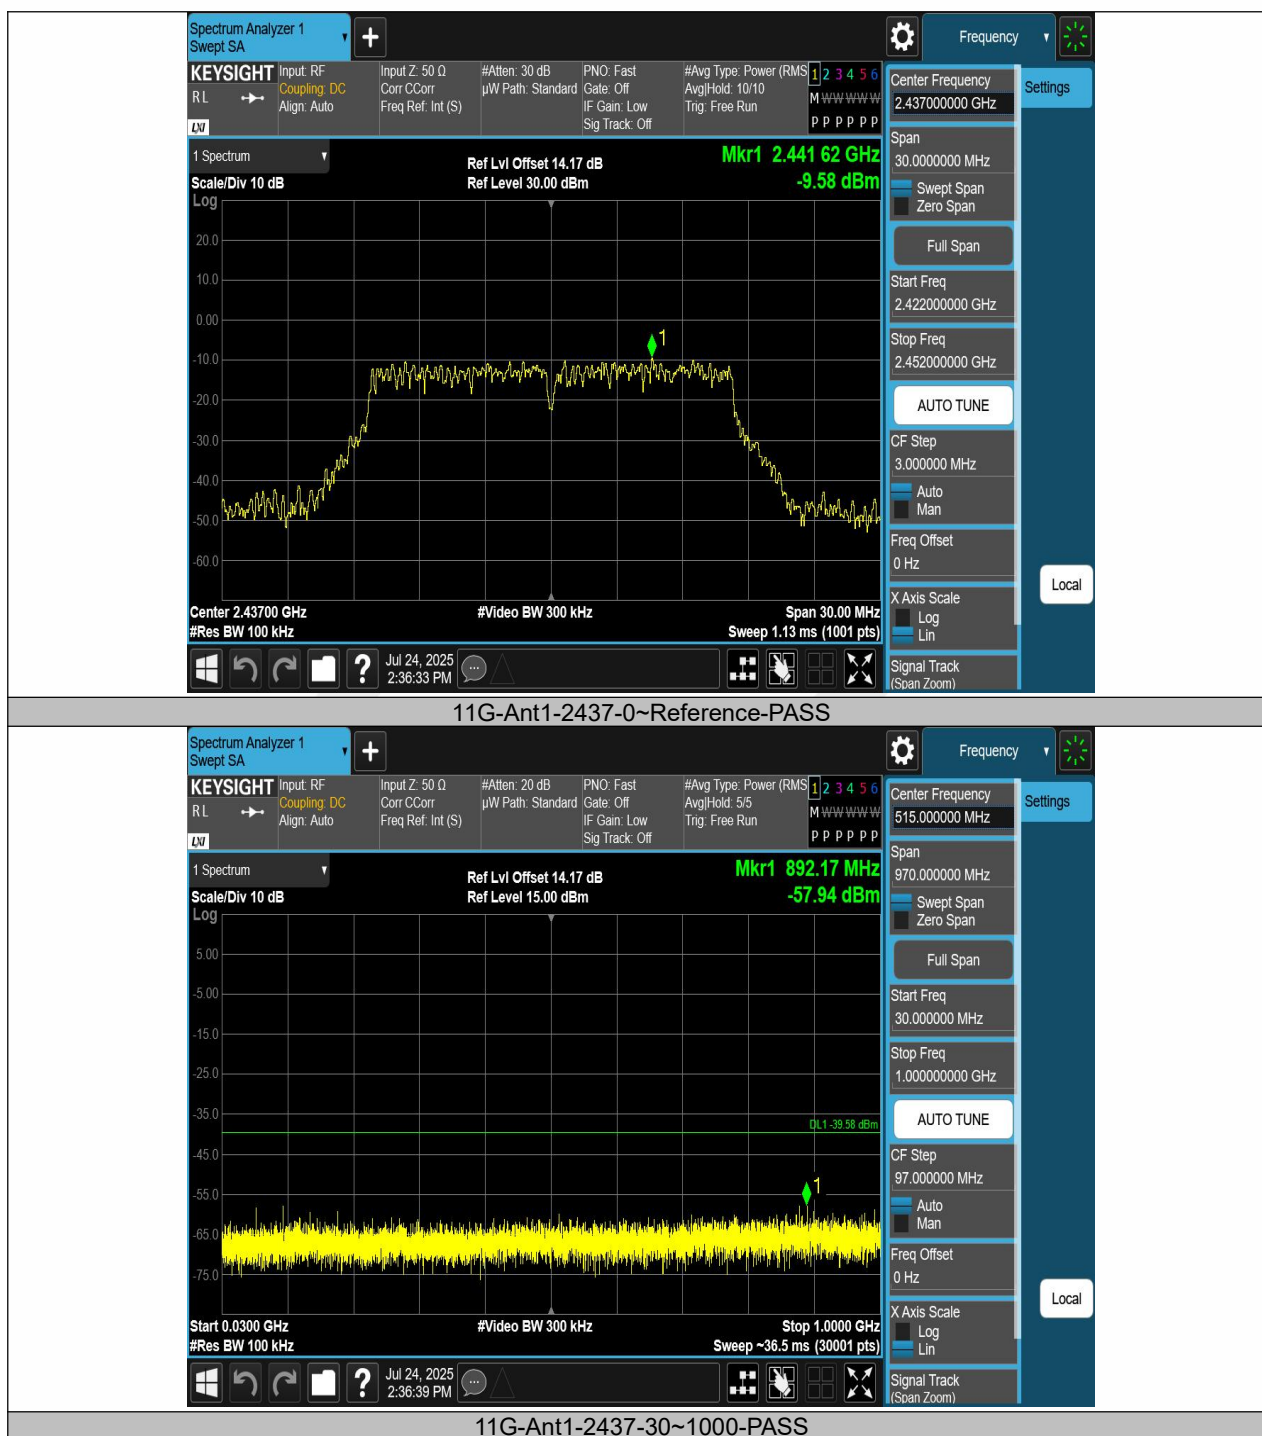 Spectrum Analyzer 1
Swept SA
+
Frequency
KEYSIGHT
R L
LXI
Input: RF
Coupling: DC
Align: Auto
Input Z: 50 Ω
Corr CCorr
Freq Ref: Int (S)
#Atten: 30 dB
µW Path: Standard
PNO: Fast
Gate: Off
IF Gain: Low
Sig Track: Off
#Avg Type: Power (RMS
Avg|Hold: 10/10
Trig: Free Run
1 2 3 4 5 6
M W W W W W
P P P P P P
1 Spectrum
Scale/Div 10 dB
Log
Ref Lvl Offset 14.17 dB
Ref Level 30.00 dBm
Mkr1 2.441 62 GHz
-9.58 dBm
20.0
10.0
0.00
-10.0
-20.0
-30.0
-40.0
-50.0
-60.0
1
Center 2.43700 GHz
#Res BW 100 kHz
#Video BW 300 kHz
Span 30.00 MHz
Sweep 1.13 ms (1001 pts)
?
Jul 24, 2025
2:36:33 PM
Center Frequency
2.437000000 GHz
Span
30.0000000 MHz
Swept Span
Zero Span
Full Span
Start Freq
2.422000000 GHz
Stop Freq
2.452000000 GHz
AUTO TUNE
CF Step
3.000000 MHz
Auto
Man
Freq Offset
0 Hz
X Axis Scale
Log
Lin
Signal Track
(Span Zoom)
Settings
Local
11G-Ant1-2437-0~Reference-PASS
Spectrum Analyzer 1
Swept SA
+
Frequency
KEYSIGHT
R L
LXI
Input: RF
Coupling: DC
Align: Auto
Input Z: 50 Ω
Corr CCorr
Freq Ref: Int (S)
#Atten: 20 dB
µW Path: Standard
PNO: Fast
Gate: Off
IF Gain: Low
Sig Track: Off
#Avg Type: Power (RMS
Avg|Hold: 5/5
Trig: Free Run
1 2 3 4 5 6
M W W W W W
P P P P P P
1 Spectrum
Scale/Div 10 dB
Log
Ref Lvl Offset 14.17 dB
Ref Level 15.00 dBm
Mkr1 892.17 MHz
-57.94 dBm
5.00
-5.00
-15.0
-25.0
-35.0
-45.0
-55.0
-65.0
-75.0
DL1 -39.58 dBm
1
Start 0.0300 GHz
#Res BW 100 kHz
#Video BW 300 kHz
Stop 1.0000 GHz
Sweep ~36.5 ms (30001 pts)
?
Jul 24, 2025
2:36:39 PM
Center Frequency
515.000000 MHz
Span
970.000000 MHz
Swept Span
Zero Span
Full Span
Start Freq
30.000000 MHz
Stop Freq
1.000000000 GHz
AUTO TUNE
CF Step
97.000000 MHz
Auto
Man
Freq Offset
0 Hz
X Axis Scale
Log
Lin
Signal Track
(Span Zoom)
Settings
Local
11G-Ant1-2437-30~1000-PASS